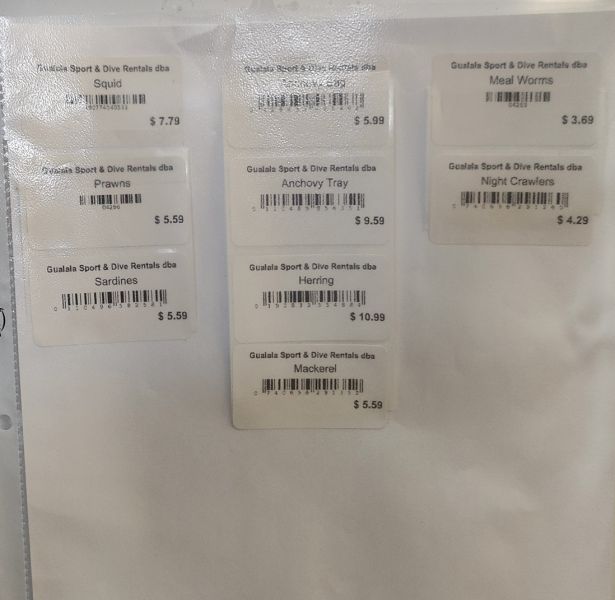 Gualala Sport & Dive Rentals dba
Squid
$ 7.79
Gualala Sport & Dive Rentals dba
Prawns
04296
$ 5.59
Gualala Sport & Dive Rentals dba
Sardines
$ 5.59
Gualala Sport & Dive Rentals dba
Anchovy Bag
$ 5.99
Gualala Sport & Dive Rentals dba
Anchovy Tray
$ 9.59
Gualala Sport & Dive Rentals dba
Herring
$ 10.99
Gualala Sport & Dive Rentals dba
Mackerel
$ 5.59
Gualala Sport & Dive Rentals dba
Meal Worms
$ 3.69
Gualala Sport & Dive Rentals dba
Night Crawlers
$ 4.29